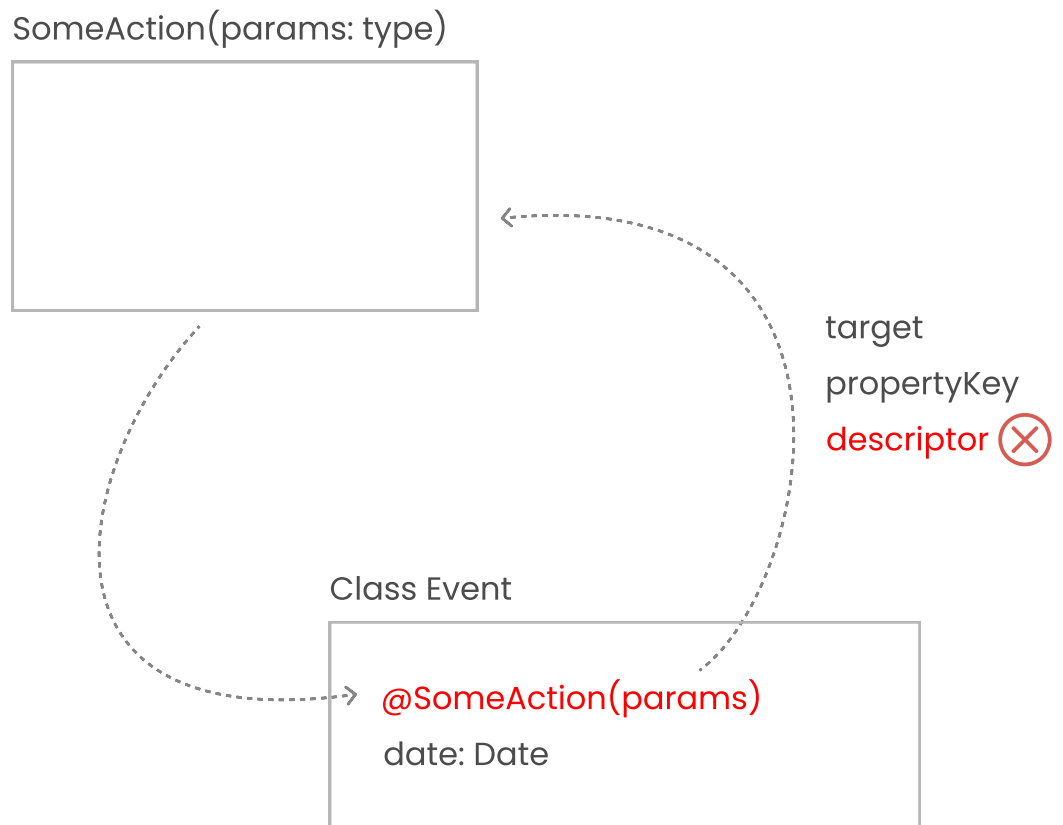 SomeAction(params: type)
target
propertyKey
descriptor
Class Event
@SomeAction(params)
date: Date